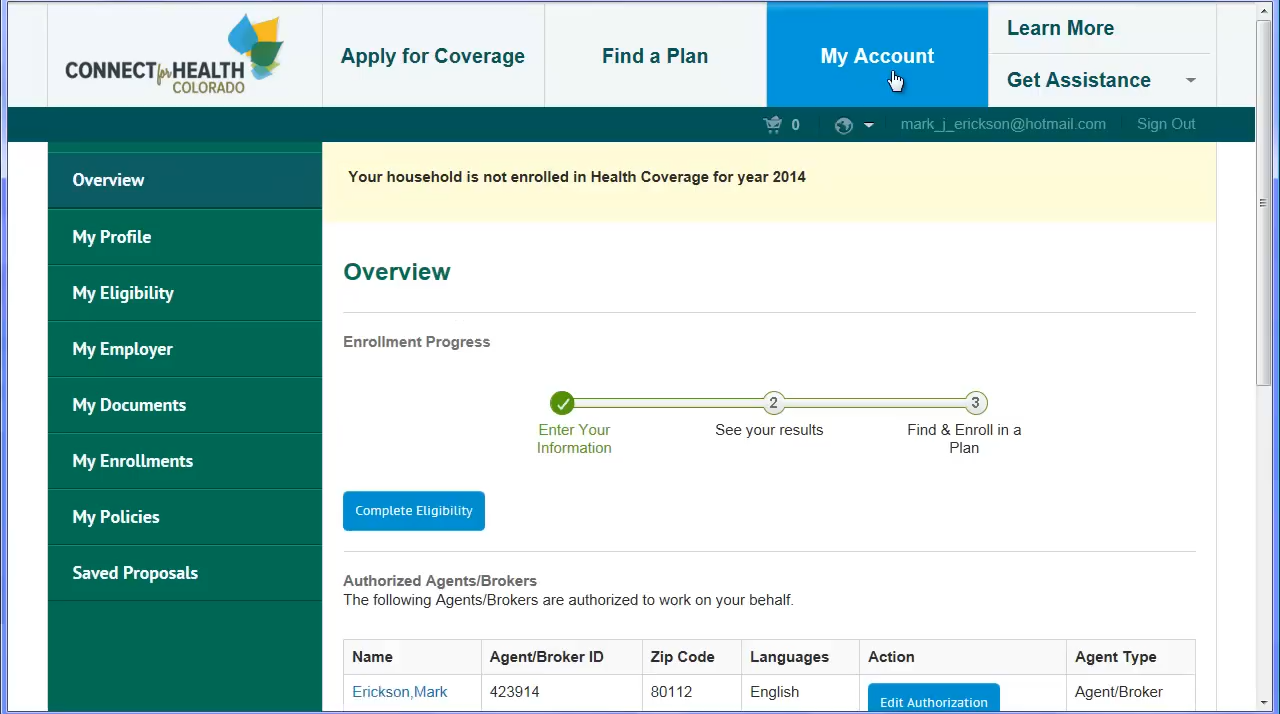 CONNECT for HEALTH
COLORADO
Apply for Coverage
Find a Plan
My Account
Learn More
Get Assistance
0
mark_j_erickson@hotmail.com
Sign Out
Overview
My Profile
My Eligibility
My Employer
My Documents
My Enrollments
My Policies
Saved Proposals
Your household is not enrolled in Health Coverage for year 2014
Overview
Enrollment Progress
2
3
Enter Your
Information
See your results
Find & Enroll in a
Plan
Complete Eligibility
Authorized Agents/Brokers
The following Agents/Brokers are authorized to work on your behalf.
Name Agent/Broker ID Zip Code Languages Action Agent Type
Erickson,Mark 423914 80112 English Edit Authorization Agent/Broker